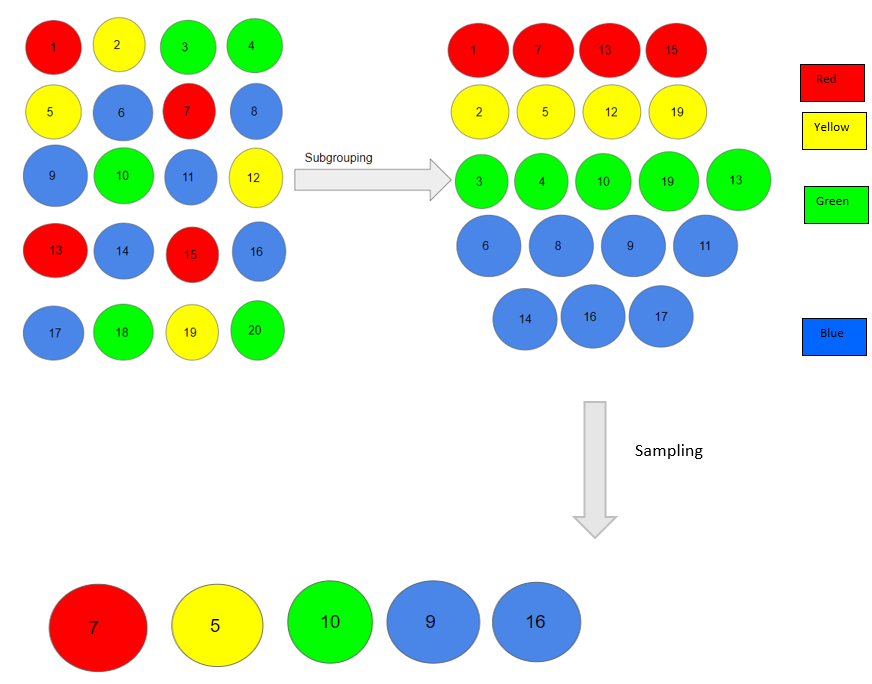 1 2 3 4
5 6 7 8
9 10 11 12
13 14 15 16
17 18 19 20
Subgrouping
1 7 13 15
2 5 12 19
3 4 10 19 13
6 8 9 11
14 16 17
Red
Yellow
Green
Blue
Sampling
7 5 10 9 16